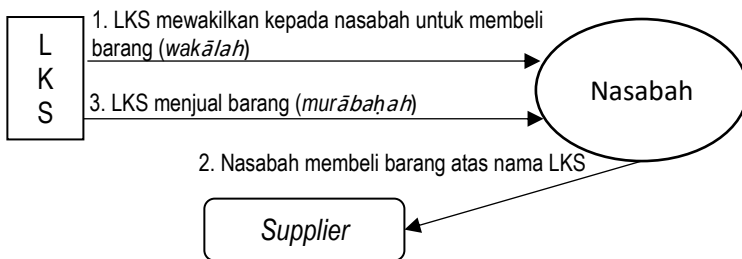 1. LKS mewakilkan kepada nasabah untuk membeli
barang (wakālah)
L
K
S
Nasabah
3. LKS menjual barang (murābaḥah)
2. Nasabah membeli barang atas nama LKS
Supplier